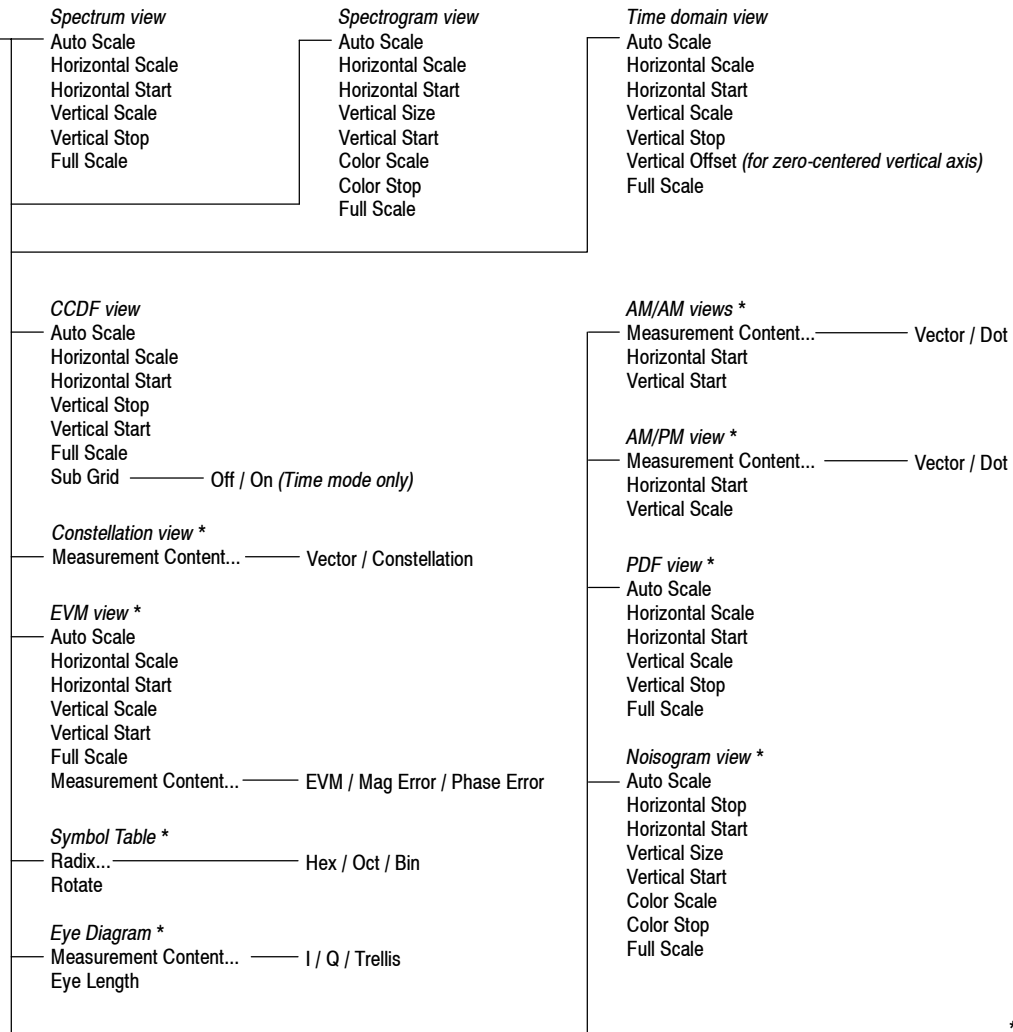 Spectrum view
Auto Scale
Horizontal Scale
Horizontal Start
Vertical Scale
Vertical Stop
Full Scale
Spectrogram view
Auto Scale
Horizontal Scale
Horizontal Start
Vertical Size
Vertical Start
Color Scale
Color Stop
Full Scale
Time domain view
Auto Scale
Horizontal Scale
Horizontal Start
Vertical Scale
Vertical Stop
Vertical Offset (for zero-centered vertical axis)
Full Scale
CCDF view
Auto Scale
Horizontal Scale
Horizontal Start
Vertical Stop
Vertical Start
Full Scale
Sub Grid Off / On (Time mode only)
Constellation view *
Measurement Content... Vector / Constellation
EVM view *
Auto Scale
Horizontal Scale
Horizontal Start
Vertical Scale
Vertical Start
Full Scale
Measurement Content... EVM / Mag Error / Phase Error
Symbol Table *
Radix... Hex / Oct / Bin
Rotate
Eye Diagram *
Measurement Content... I / Q / Trellis
Eye Length
AM/AM views *
Measurement Content... Vector / Dot
Horizontal Start
Vertical Start
AM/PM view *
Measurement Content... Vector / Dot
Horizontal Start
Vertical Scale
PDF view *
Auto Scale
Horizontal Scale
Horizontal Start
Vertical Scale
Vertical Stop
Full Scale
Noisogram view *
Auto Scale
Horizontal Stop
Horizontal Start
Vertical Size
Vertical Start
Color Scale
Color Stop
Full Scale
*